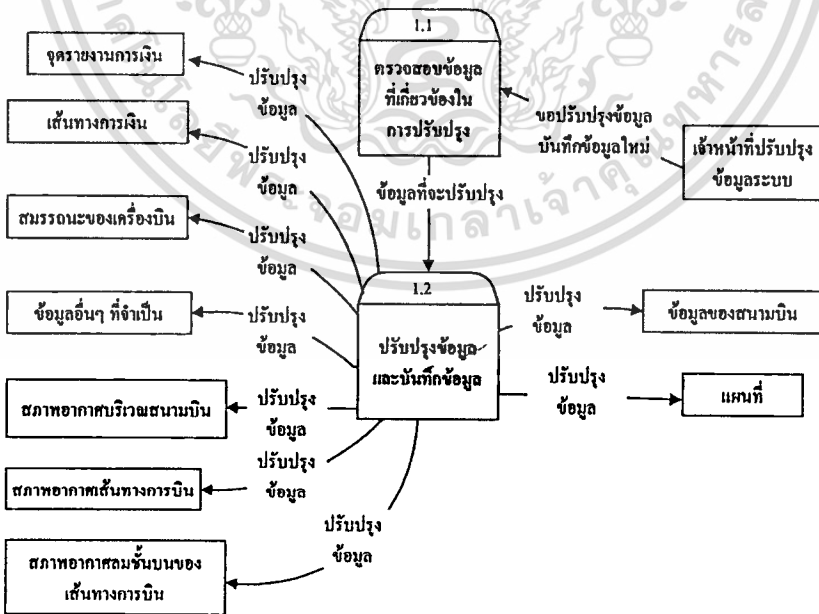 1.1
ตรวจสอบข้อมูล
ที่เกี่ยวข้องใน
การปรับปรุง
จุดรายงานการเงิน
ปรับปรุง
ข้อมูล
ขอปรับปรุงข้อมูล
บันทึกข้อมูลใหม่
เจ้าหน้าที่ปรับปรุง
ข้อมูลระบบ
เส้นทางการเงิน
ปรับปรุง
ข้อมูล
ข้อมูลที่จะปรับปรุง
สมรรถนะของเครื่องบิน
ปรับปรุง
ข้อมูล
1.2
ปรับปรุงข้อมูล
และบันทึกข้อมูล
ปรับปรุง
ข้อมูล
ข้อมูลของสนามบิน
ข้อมูลอื่นๆ ที่จำเป็น
ปรับปรุง
ข้อมูล
ปรับปรุง
ข้อมูล
แผนที่
สภาพอากาศบริเวณสนามบิน
ปรับปรุง
ข้อมูล
สภาพอากาศเส้นทางการบิน
ปรับปรุง
ข้อมูล
สภาพอากาศลมชั้นบนของ
เส้นทางการบิน
ปรับปรุง
ข้อมูล